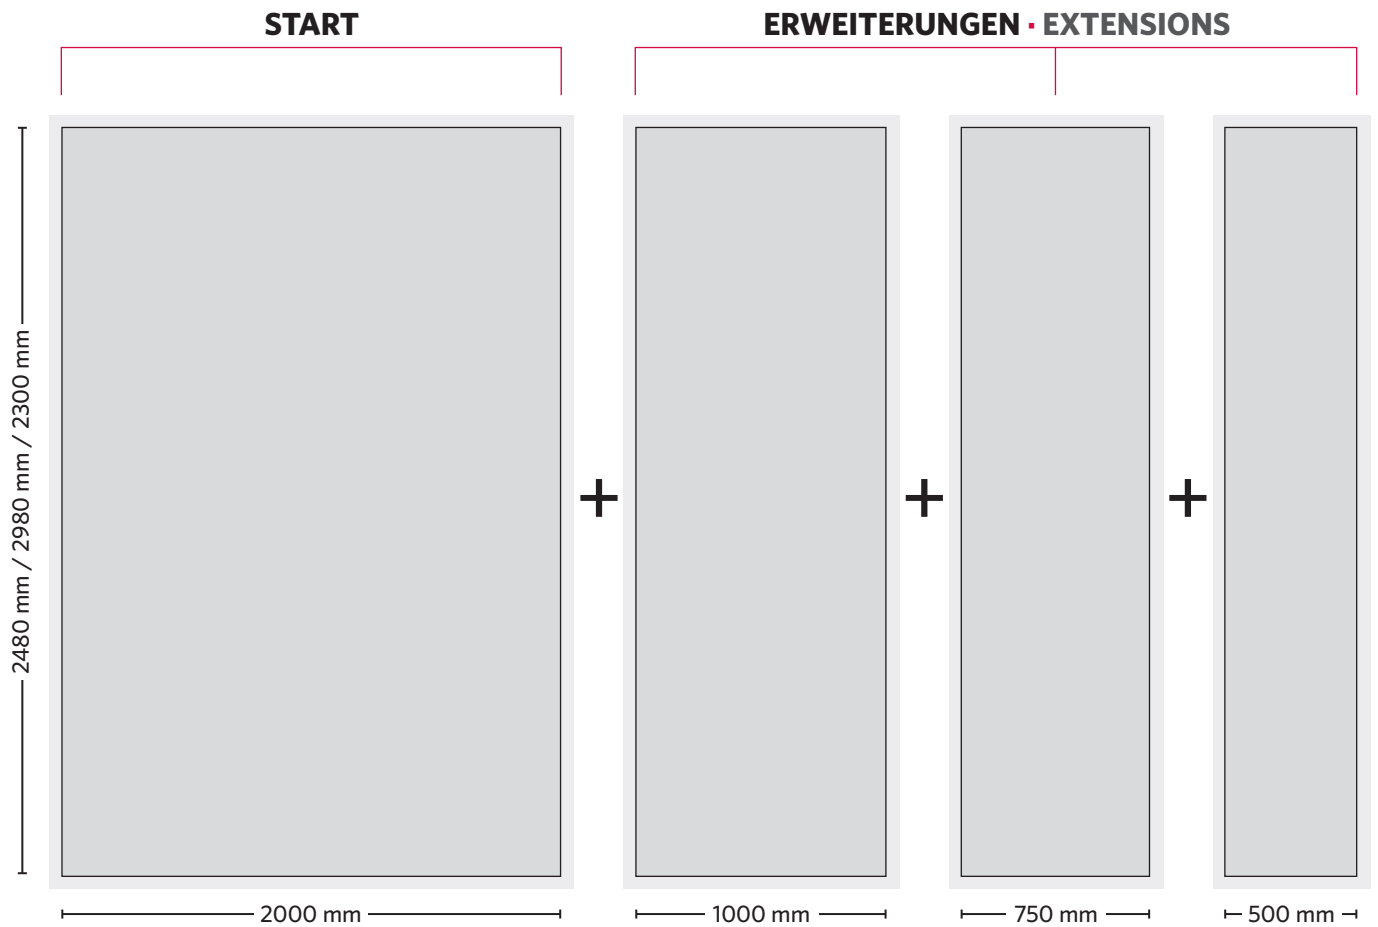 START
ERWEITERUNGEN · EXTENSIONS
2480 mm / 2980 mm / 2300 mm
2000 mm
+
1000 mm
+
750 mm
+
500 mm